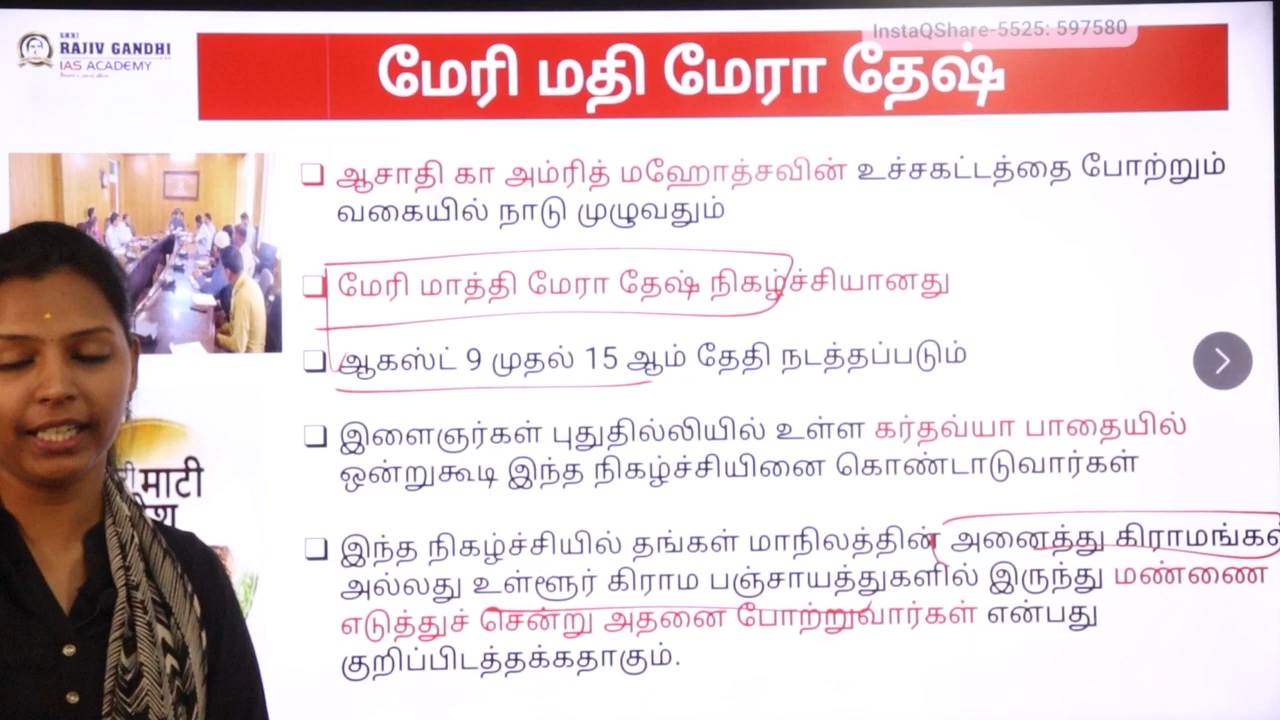 InstaQShare-5525: 597580
SHRI
RAJIV GANDHI
IAS ACADEMY
மேரி மதி மேரா தேஷ்
❑ ஆசாதி கா அம்ரித் மஹோத்சவின் உச்சகட்டத்தை போற்றும்
வகையில் நாடு முழுவதும்
❑ மேரி மாத்தி மேரா தேஷ் நிகழ்ச்சியானது
❑ ஆகஸ்ட் 9 முதல் 15 ஆம் தேதி நடத்தப்படும்
❑ இளைஞர்கள் புதுதில்லியில் உள்ள கர்தவ்யா பாதையில்
ஒன்றுகூடி இந்த நிகழ்ச்சியினை கொண்டாடுவார்கள்
❑ இந்த நிகழ்ச்சியில் தங்கள் மாநிலத்தின் அனைத்து கிராமங்கள்
அல்லது உள்ளூர் கிராம பஞ்சாயத்துகளில் இருந்து மண்ணை
எடுத்துச் சென்று அதனை போற்றுவார்கள் என்பது
குறிப்பிடத்தக்கதாகும்.
माटी